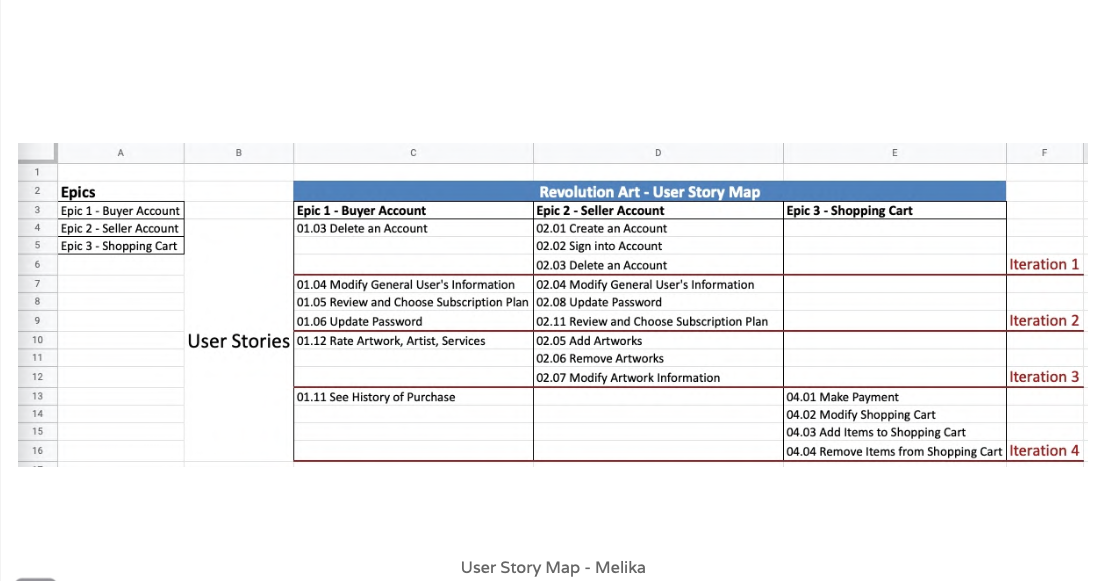 A B C D E F
1
2 Epics Revolution Art - User Story Map
3 Epic 1 - Buyer Account Epic 1 - Buyer Account Epic 2 - Seller Account Epic 3 - Shopping Cart
4 Epic 2 - Seller Account 01.03 Delete an Account 02.01 Create an Account
5 Epic 3 - Shopping Cart 02.02 Sign into Account
6 02.03 Delete an Account Iteration 1
7 01.04 Modify General User's Information 02.04 Modify General User's Information
8 01.05 Review and Choose Subscription Plan 02.08 Update Password
9 01.06 Update Password 02.11 Review and Choose Subscription Plan Iteration 2
10 User Stories 01.12 Rate Artwork, Artist, Services 02.05 Add Artworks
11 02.06 Remove Artworks
12 02.07 Modify Artwork Information Iteration 3
13 01.11 See History of Purchase 04.01 Make Payment
14 04.02 Modify Shopping Cart
15 04.03 Add Items to Shopping Cart
16 04.04 Remove Items from Shopping Cart Iteration 4
User Story Map - Melika